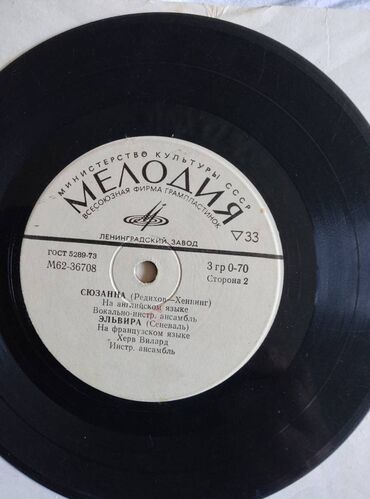 МИНИСТЕРСТВО КУЛЬТУРЫ СССР
МЕЛОДИЯ
ВСЕСОЮЗНАЯ ФИРМА ГРАМПЛАСТИНОК
ЛЕНИНГРАДСКИЙ ЗАВОД
▽33
ГОСТ 5289-73
М62-36708
3 гр 0-70
Сторона 2
СЮЗАННА (Редихов—Хеннинг)
На английском языке
Вокально-инстр. ансамбль
ЭЛЬВИРА (Сеневаль)
На французском языке
Херв Вилард
Инстр. ансамбль